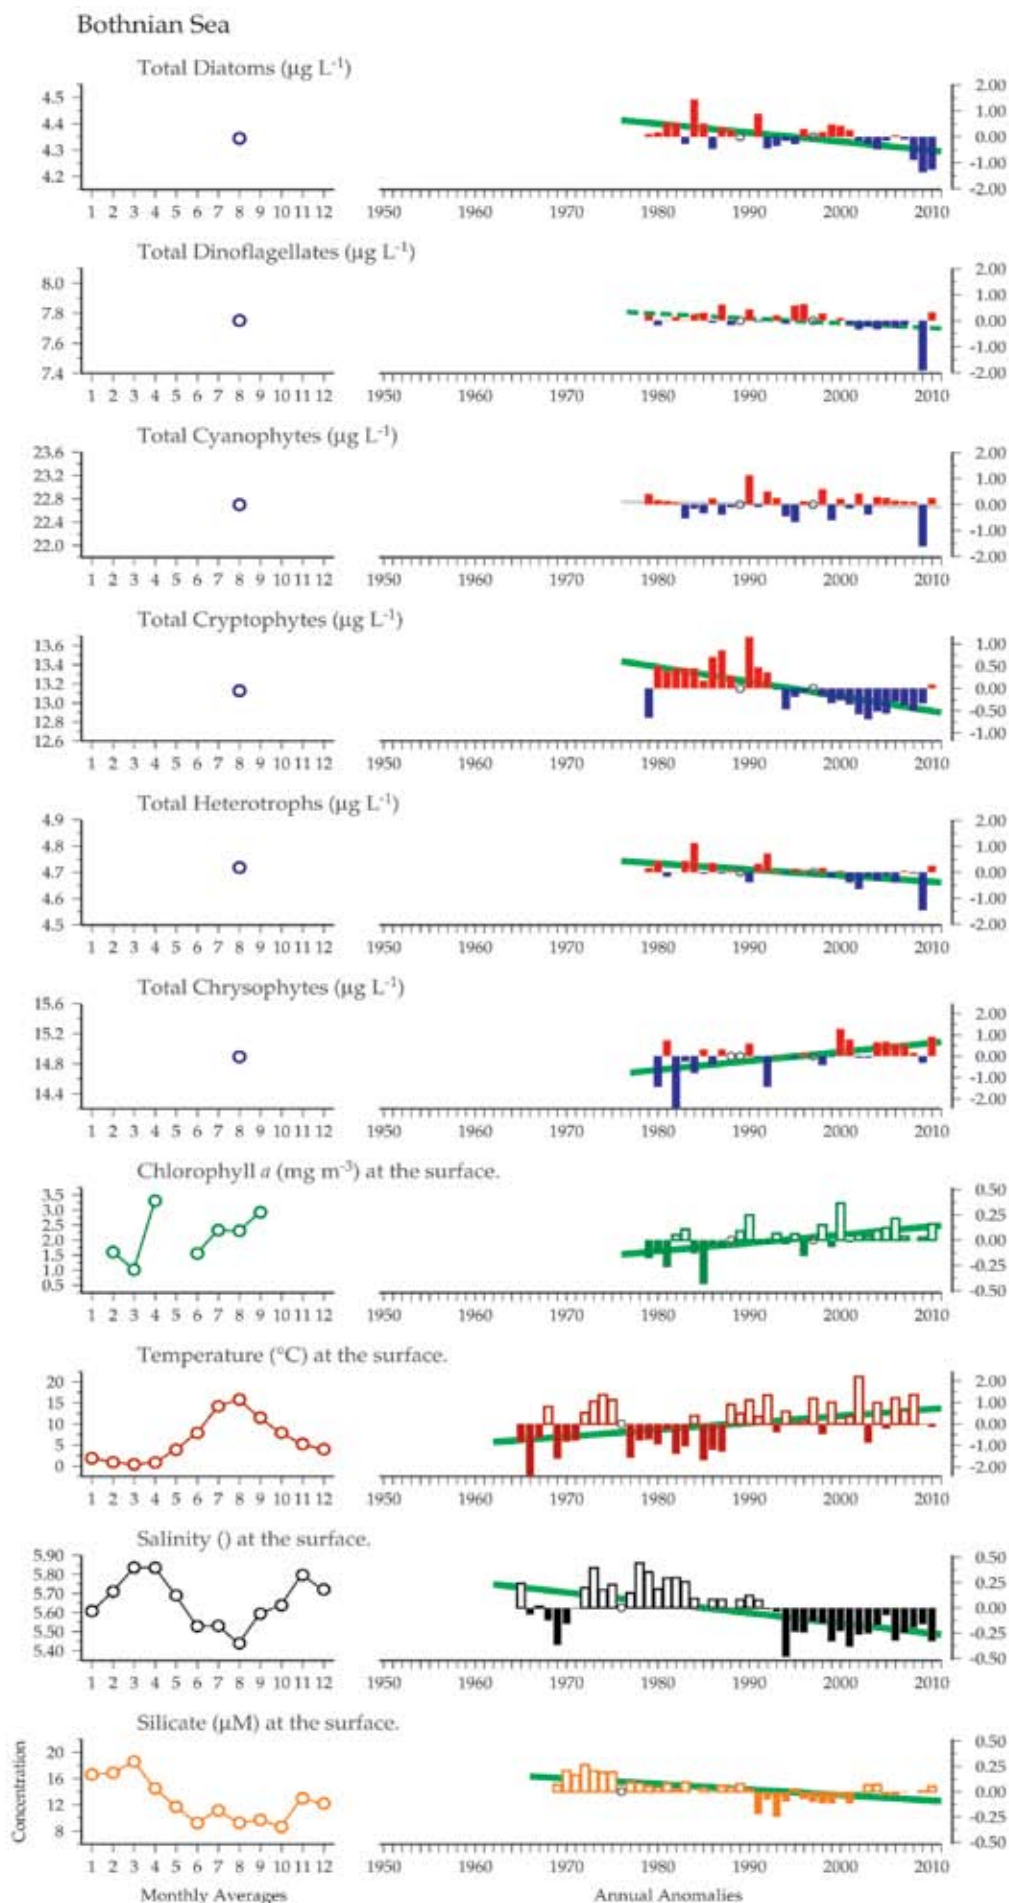 Bothnian Sea
Total Diatoms (µg L⁻¹)
4.5 4.4 4.3 4.2
2.00 1.00 0.00 -1.00 -2.00
1 2 3 4 5 6 7 8 9 10 11 12 1950 1960 1970 1980 1990 2000 2010
Total Dinoflagellates (µg L⁻¹)
8.0 7.8 7.6 7.4
2.00 1.00 0.00 -1.00 -2.00
1 2 3 4 5 6 7 8 9 10 11 12 1950 1960 1970 1980 1990 2000 2010
Total Cyanophytes (µg L⁻¹)
23.6 23.2 22.8 22.4 22.0
2.00 1.00 0.00 -1.00 -2.00
1 2 3 4 5 6 7 8 9 10 11 12 1950 1960 1970 1980 1990 2000 2010
Total Cryptophytes (µg L⁻¹)
13.6 13.4 13.2 13.0 12.8 12.6
1.00 0.50 0.00 -0.50 -1.00
1 2 3 4 5 6 7 8 9 10 11 12 1950 1960 1970 1980 1990 2000 2010
Total Heterotrophs (µg L⁻¹)
4.9 4.8 4.7 4.6 4.5
2.00 1.00 0.00 -1.00 -2.00
1 2 3 4 5 6 7 8 9 10 11 12 1950 1960 1970 1980 1990 2000 2010
Total Chrysophytes (µg L⁻¹)
15.6 15.2 14.8 14.4
2.00 1.00 0.00 -1.00 -2.00
1 2 3 4 5 6 7 8 9 10 11 12 1950 1960 1970 1980 1990 2000 2010
Chlorophyll a (mg m⁻³) at the surface.
3.5 3.0 2.5 2.0 1.5 1.0 0.5
0.50 0.25 0.00 -0.25 -0.50
1 2 3 4 5 6 7 8 9 10 11 12 1950 1960 1970 1980 1990 2000 2010
Temperature (°C) at the surface.
20 15 10 5 0
2.00 1.00 0.00 -1.00 -2.00
1 2 3 4 5 6 7 8 9 10 11 12 1950 1960 1970 1980 1990 2000 2010
Salinity () at the surface.
5.90 5.80 5.70 5.60 5.50 5.40
0.50 0.25 0.00 -0.25 -0.50
1 2 3 4 5 6 7 8 9 10 11 12 1950 1960 1970 1980 1990 2000 2010
Silicate (µM) at the surface.
Concentration
20 16 12 8
0.50 0.25 0.00 -0.25 -0.50
1 2 3 4 5 6 7 8 9 10 11 12 1950 1960 1970 1980 1990 2000 2010
Monthly Averages Annual Anomalies